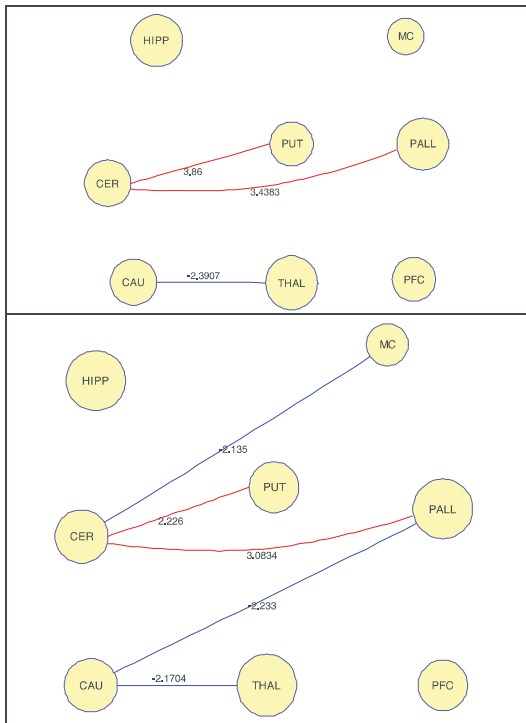 HIPP
MC
PUT
PALL
3.86
CER
3.4383
-2.3907
CAU
THAL
PFC
MC
HIPP
-2.135
PUT
PALL
2.226
CER
3.0834
-2.233
-2.1704
CAU
THAL
PFC